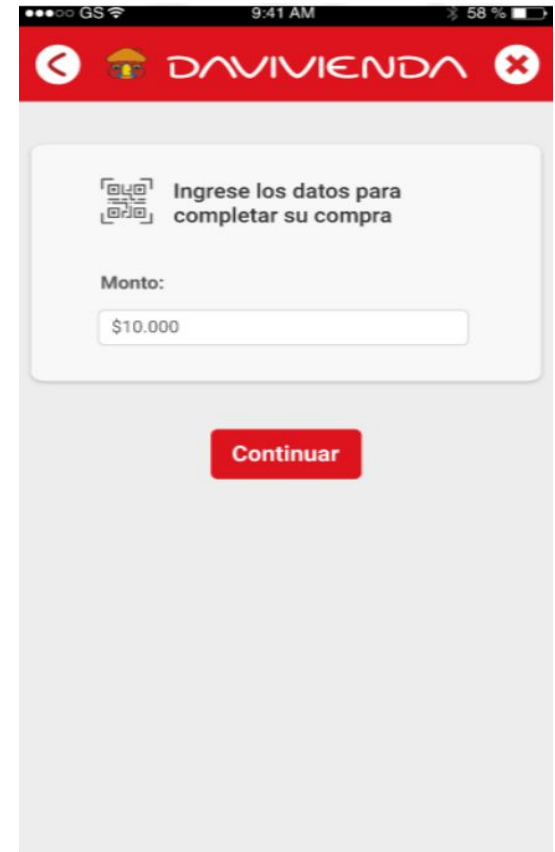 GS 9:41 AM 58 %
DAVIVIENDA
Ingrese los datos para
completar su compra
Monto:
$10.000
Continuar